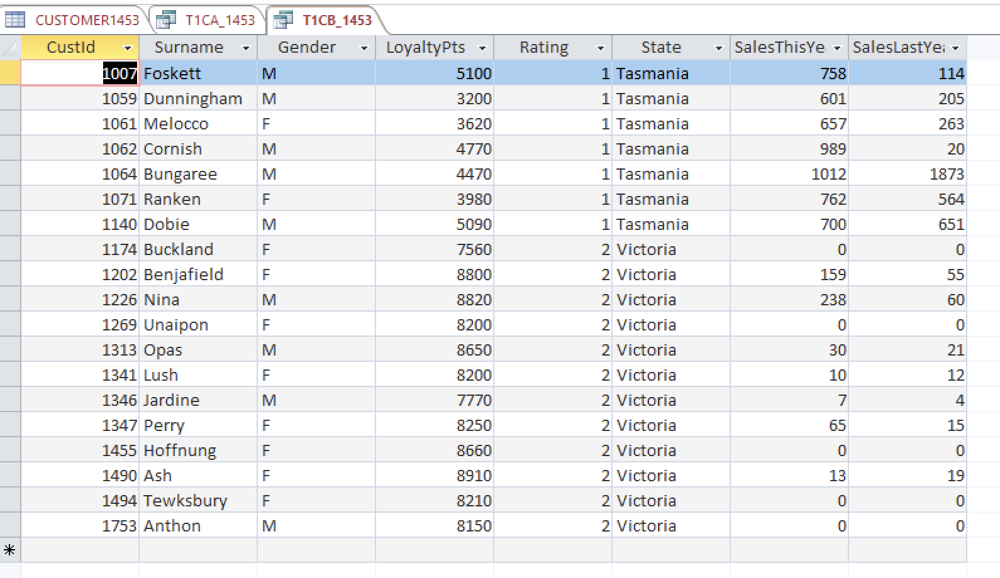 CUSTOMER1453 T1CA_1453 T1CB_1453
CustId Surname Gender LoyaltyPts Rating State SalesThisYe SalesLastYea
1007 Foskett M 5100 1 Tasmania 758 114
1059 Dunningham M 3200 1 Tasmania 601 205
1061 Melocco F 3620 1 Tasmania 657 263
1062 Cornish M 4770 1 Tasmania 989 20
1064 Bungaree M 4470 1 Tasmania 1012 1873
1071 Ranken F 3980 1 Tasmania 762 564
1140 Dobie M 5090 1 Tasmania 700 651
1174 Buckland F 7560 2 Victoria 0 0
1202 Benjafield F 8800 2 Victoria 159 55
1226 Nina M 8820 2 Victoria 238 60
1269 Unaipon F 8200 2 Victoria 0 0
1313 Opas M 8650 2 Victoria 30 21
1341 Lush F 8200 2 Victoria 10 12
1346 Jardine M 7770 2 Victoria 7 4
1347 Perry F 8250 2 Victoria 65 15
1455 Hoffnung F 8660 2 Victoria 0 0
1490 Ash F 8910 2 Victoria 13 19
1494 Tewksbury F 8210 2 Victoria 0 0
1753 Anthon M 8150 2 Victoria 0 0